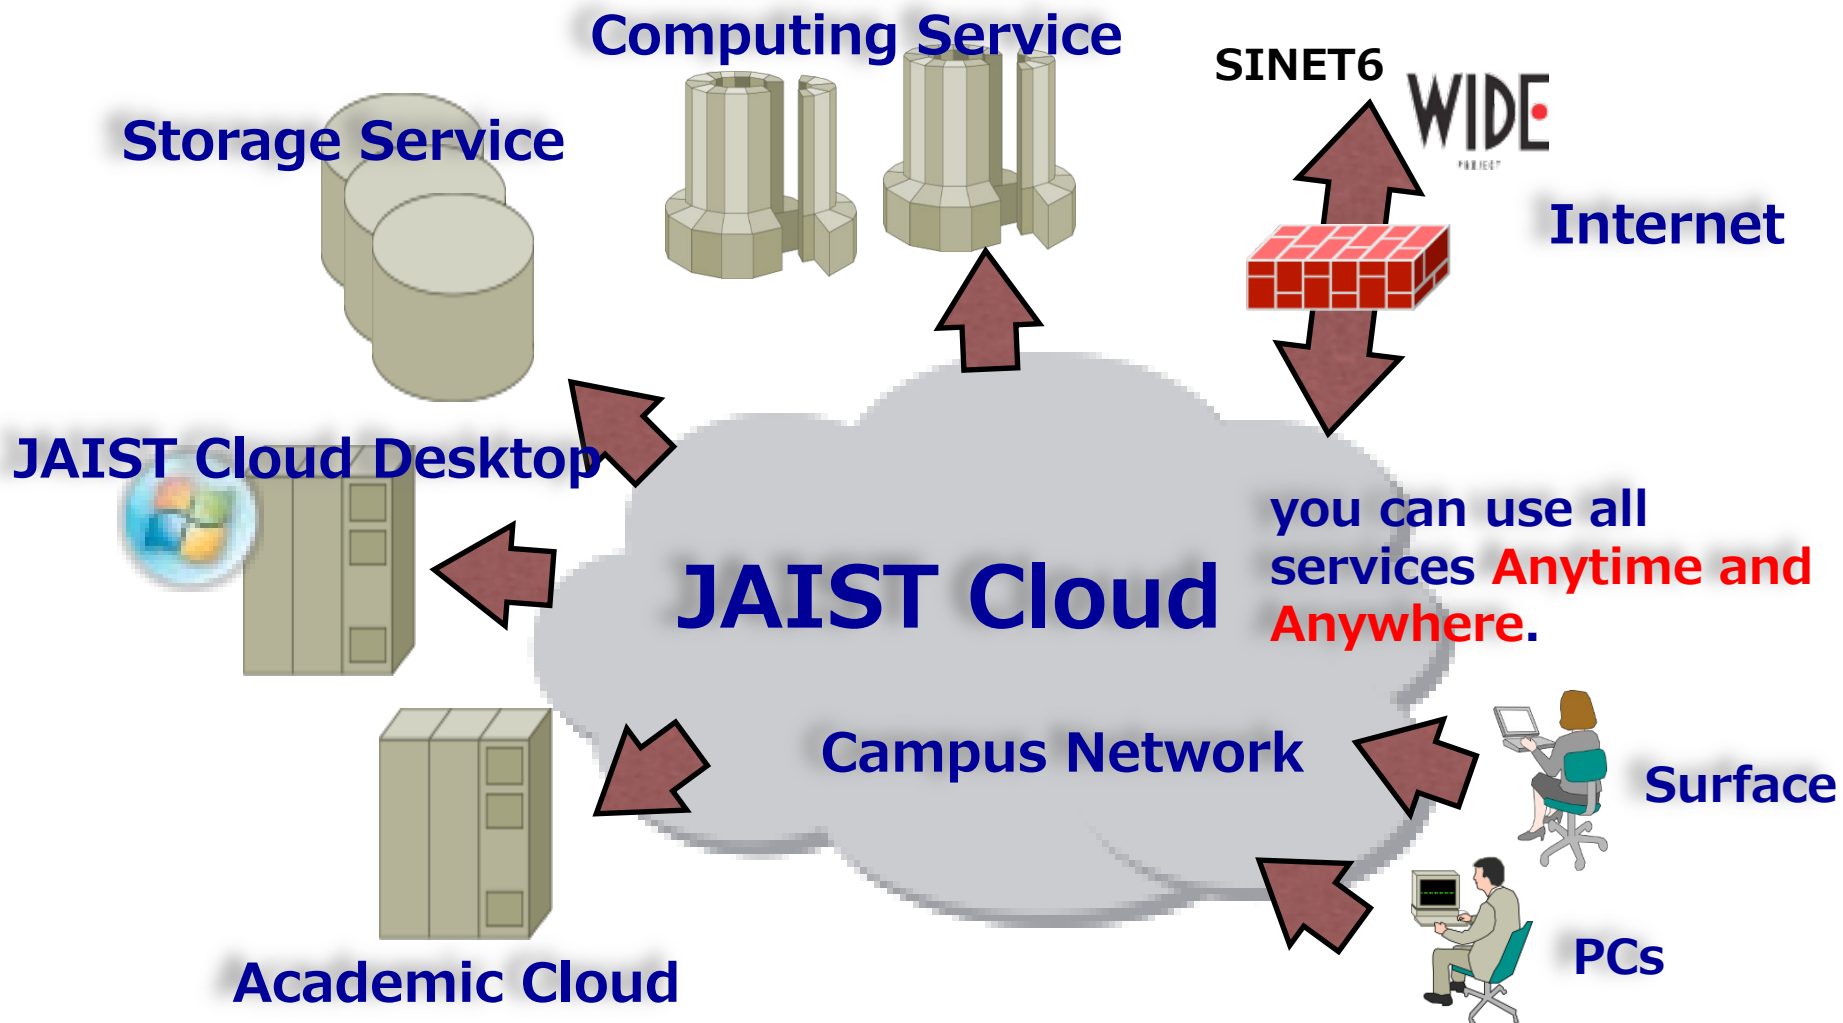 Computing Service
SINET6
WIDE
PROJECT
Storage Service
Internet
JAIST Cloud Desktop
you can use all
services Anytime and
Anywhere.
JAIST Cloud
Campus Network
Surface
PCs
Academic Cloud